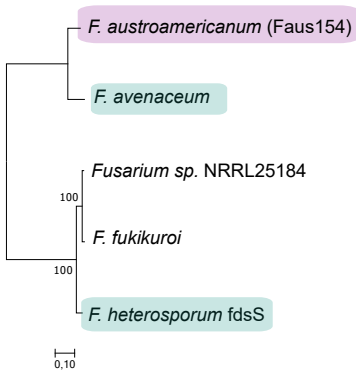 F. austroamericanum (Faus154)
F. avenaceum
Fusarium sp. NRRL25184
100
F. fukikuroi
100
F. heterosporum fdsS
0,10